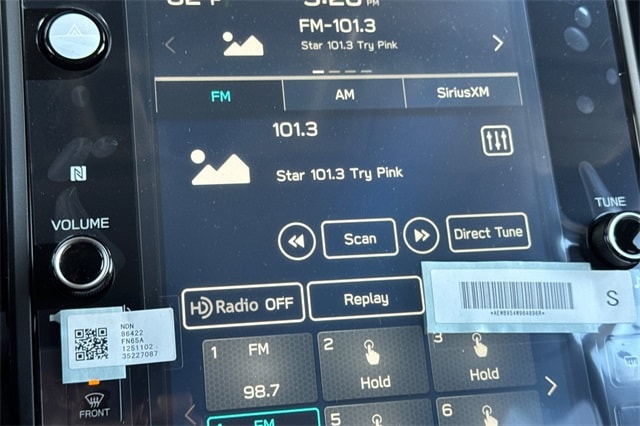 FM-101.3
Star 101.3 Try Pink
FM
AM
SiriusXM
101.3
Star 101.3 Try Pink
VOLUME
TUNE
Scan
Direct Tune
HD Radio OFF
Replay
S
NDN
86422
FN65A
1251102
35227087
1
FM
98.7
2
Hold
3
Hold
FRONT
FM
5
6